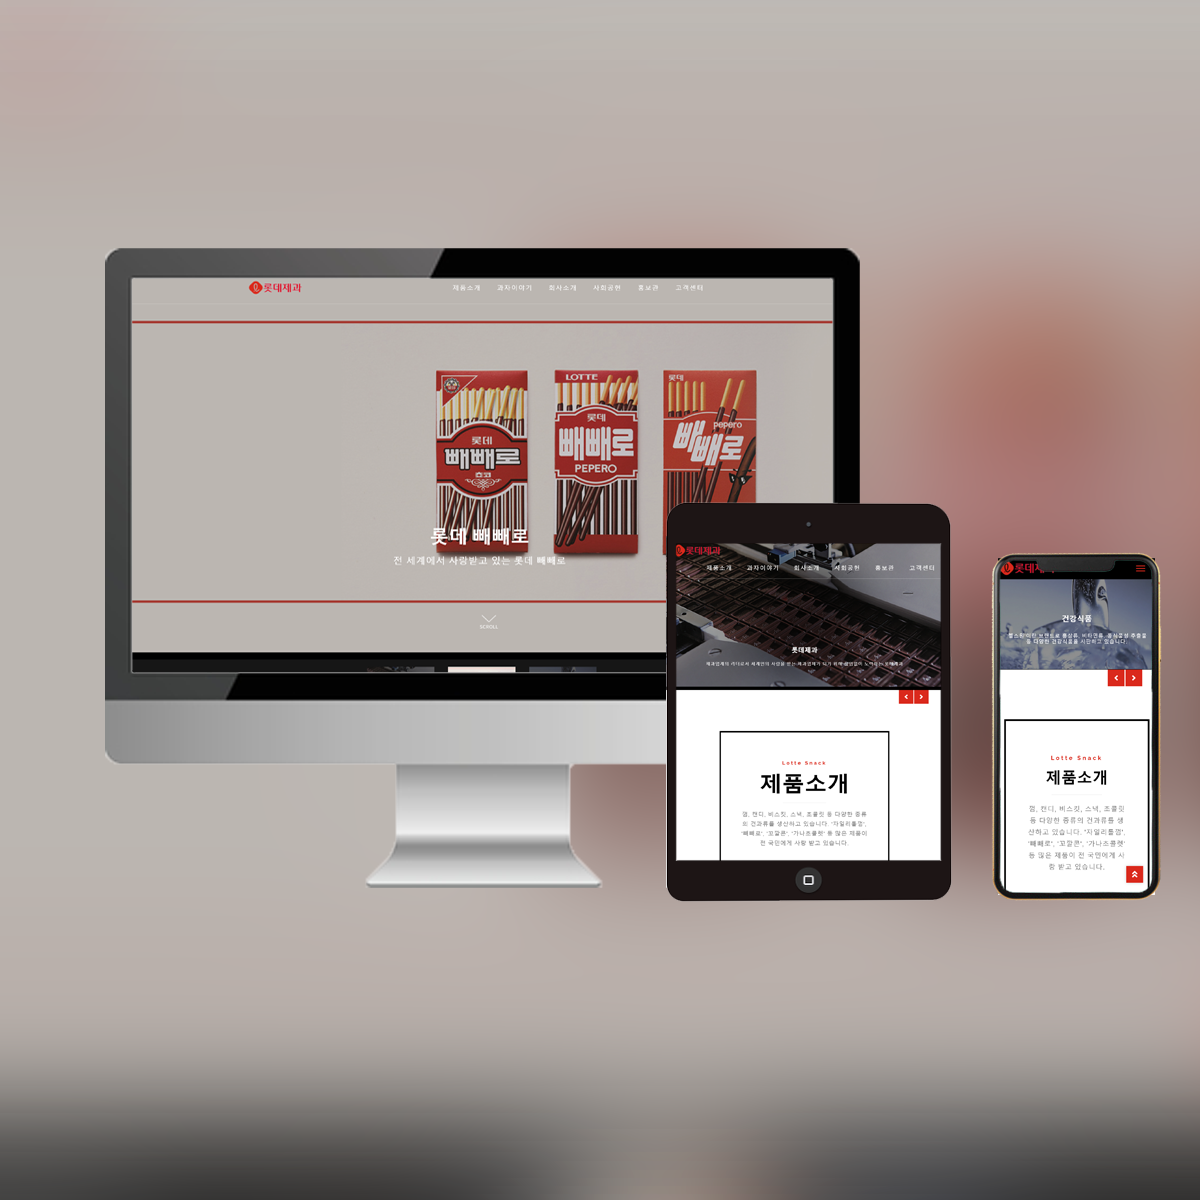 롯데제과
제품소개 과자이야기 회사소개 사회공헌 홍보관 고객센터
롯데
빼빼로
초코
LOTTE
롯데
빼빼로
PEPERO
롯데
pepero
빼빼로
롯데 빼빼로
전 세계에서 사랑받고 있는 롯데 빼빼로
SCROLL
롯데제과
제품소개 과자이야기 회사소개 사회공헌 홍보관 고객센터
롯데제과
Lotte Snack
제품소개
껌, 캔디, 비스킷, 스낵, 초콜릿 등 다양한 종류
의 건과류를 생산하고 있습니다. '자일리톨껌',
'빼빼로', '꼬깔콘', '가나초콜렛' 등 많은 제품이
전 국민에게 사랑 받고 있습니다.
롯데제과
건강식품
Lotte Snack
제품소개
껌, 캔디, 비스킷, 스낵, 초콜릿
등 다양한 종류의 건과류를 생
산하고 있습니다. '자일리톨껌',
'빼빼로', '꼬깔콘', '가나초콜렛'
등 많은 제품이 전 국민에게 사
랑 받고 있습니다.